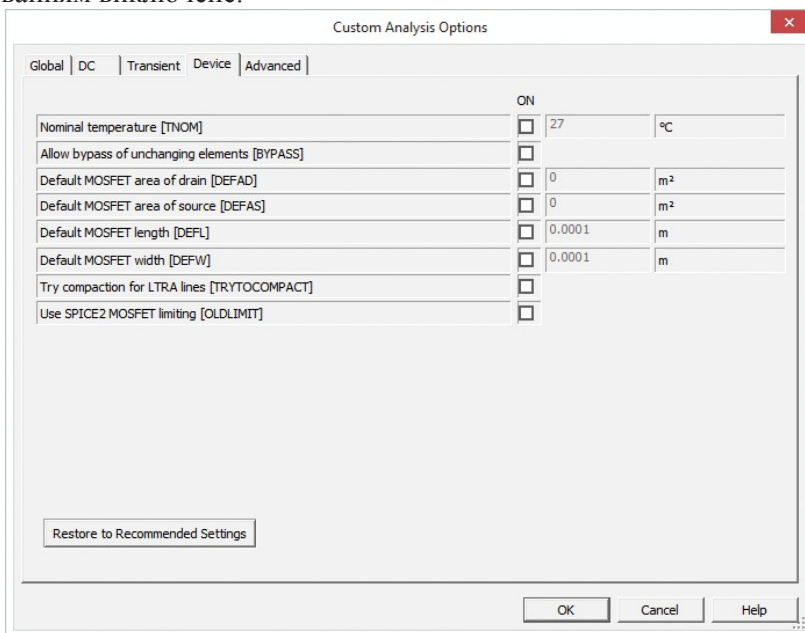 Custom Analysis Options
Global DC Transient Device Advanced
ON
Nominal temperature [TNOM] 27 °C
Allow bypass of unchanging elements [BYPASS]
Default MOSFET area of drain [DEFAD] 0 m²
Default MOSFET area of source [DEFAS] 0 m²
Default MOSFET length [DEFL] 0.0001 m
Default MOSFET width [DEFW] 0.0001 m
Try compaction for LTRA lines [TRYTOCOMPACT]
Use SPICE2 MOSFET limiting [OLDLIMIT]
Restore to Recommended Settings
OK Cancel Help